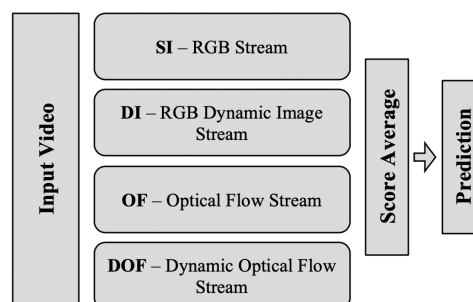 Input Video
SI – RGB Stream
DI – RGB Dynamic Image
Stream
OF – Optical Flow Stream
DOF – Dynamic Optical Flow
Stream
Score Average
Prediction